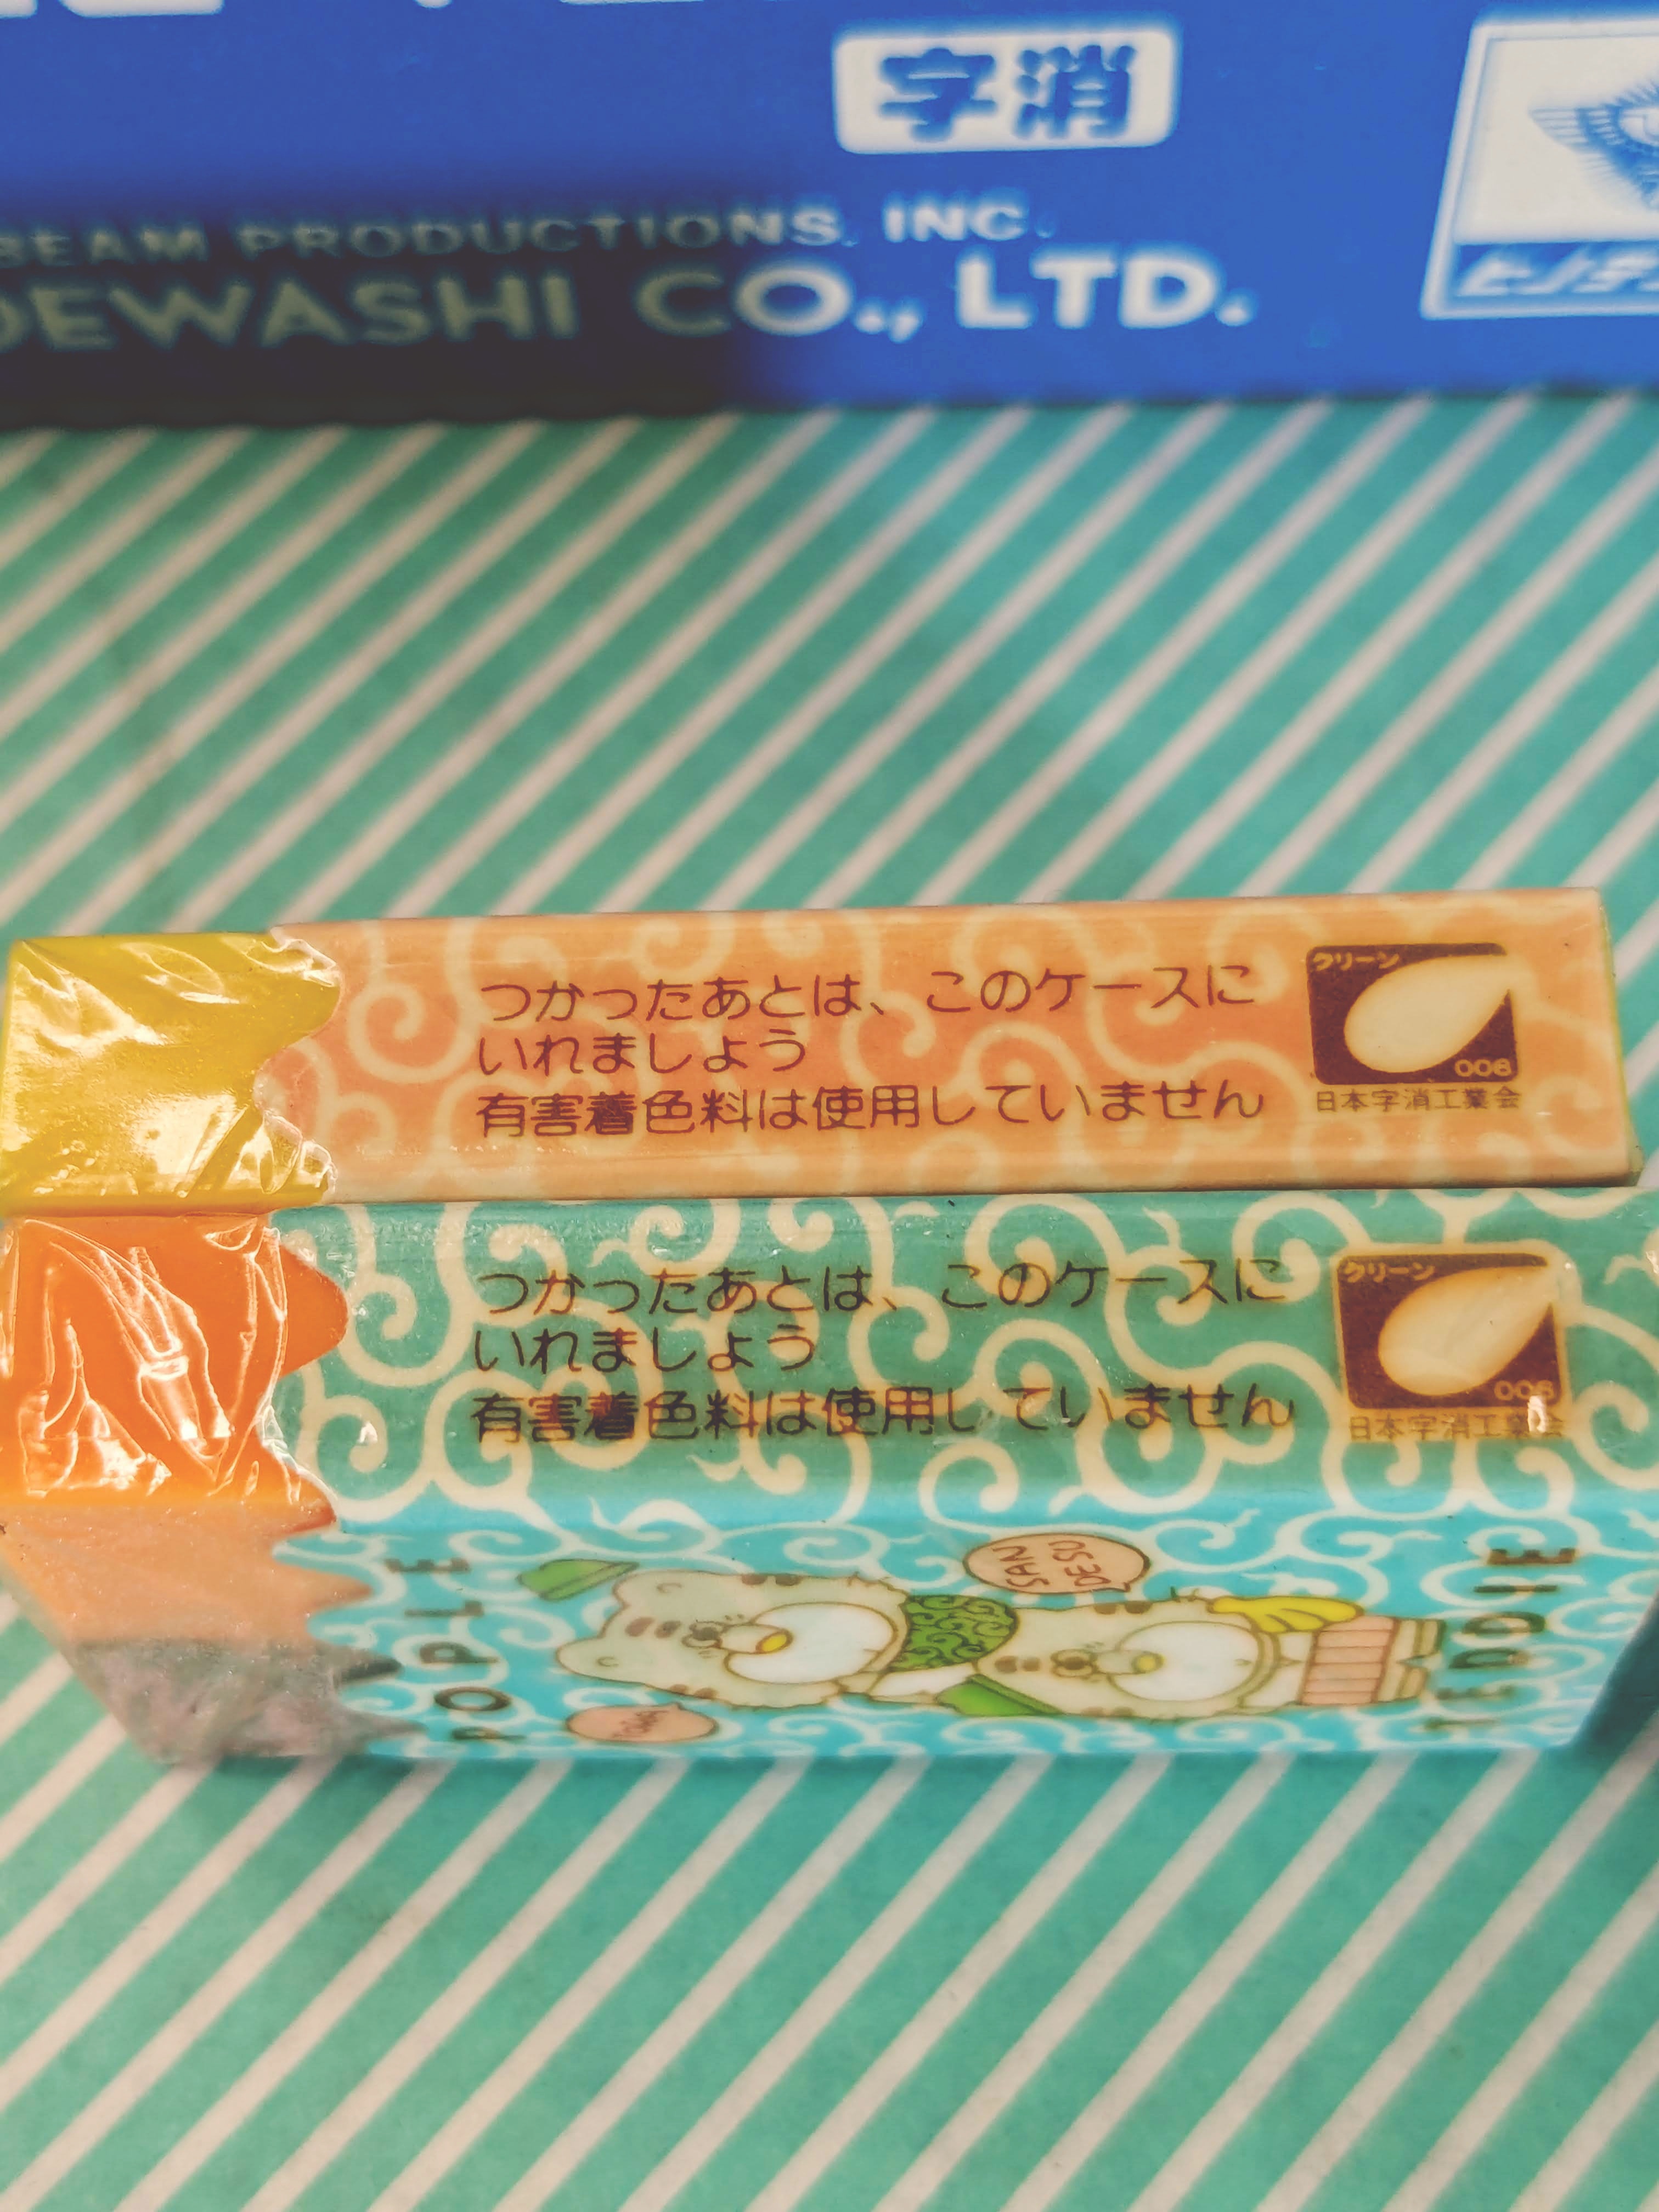 字消
BEAM PRODUCTIONS, INC.
DEWASHI CO., LTD.
つかったあとは、このケースに
いれましょう
有害着色料は使用していません
クリーン
006
日本字消工業会
つかったあとは、このケースに
いれましょう
有害着色料は使用していません
クリーン
006
日本字消工業会
POPLE
SAN
DESU
TEDDIE